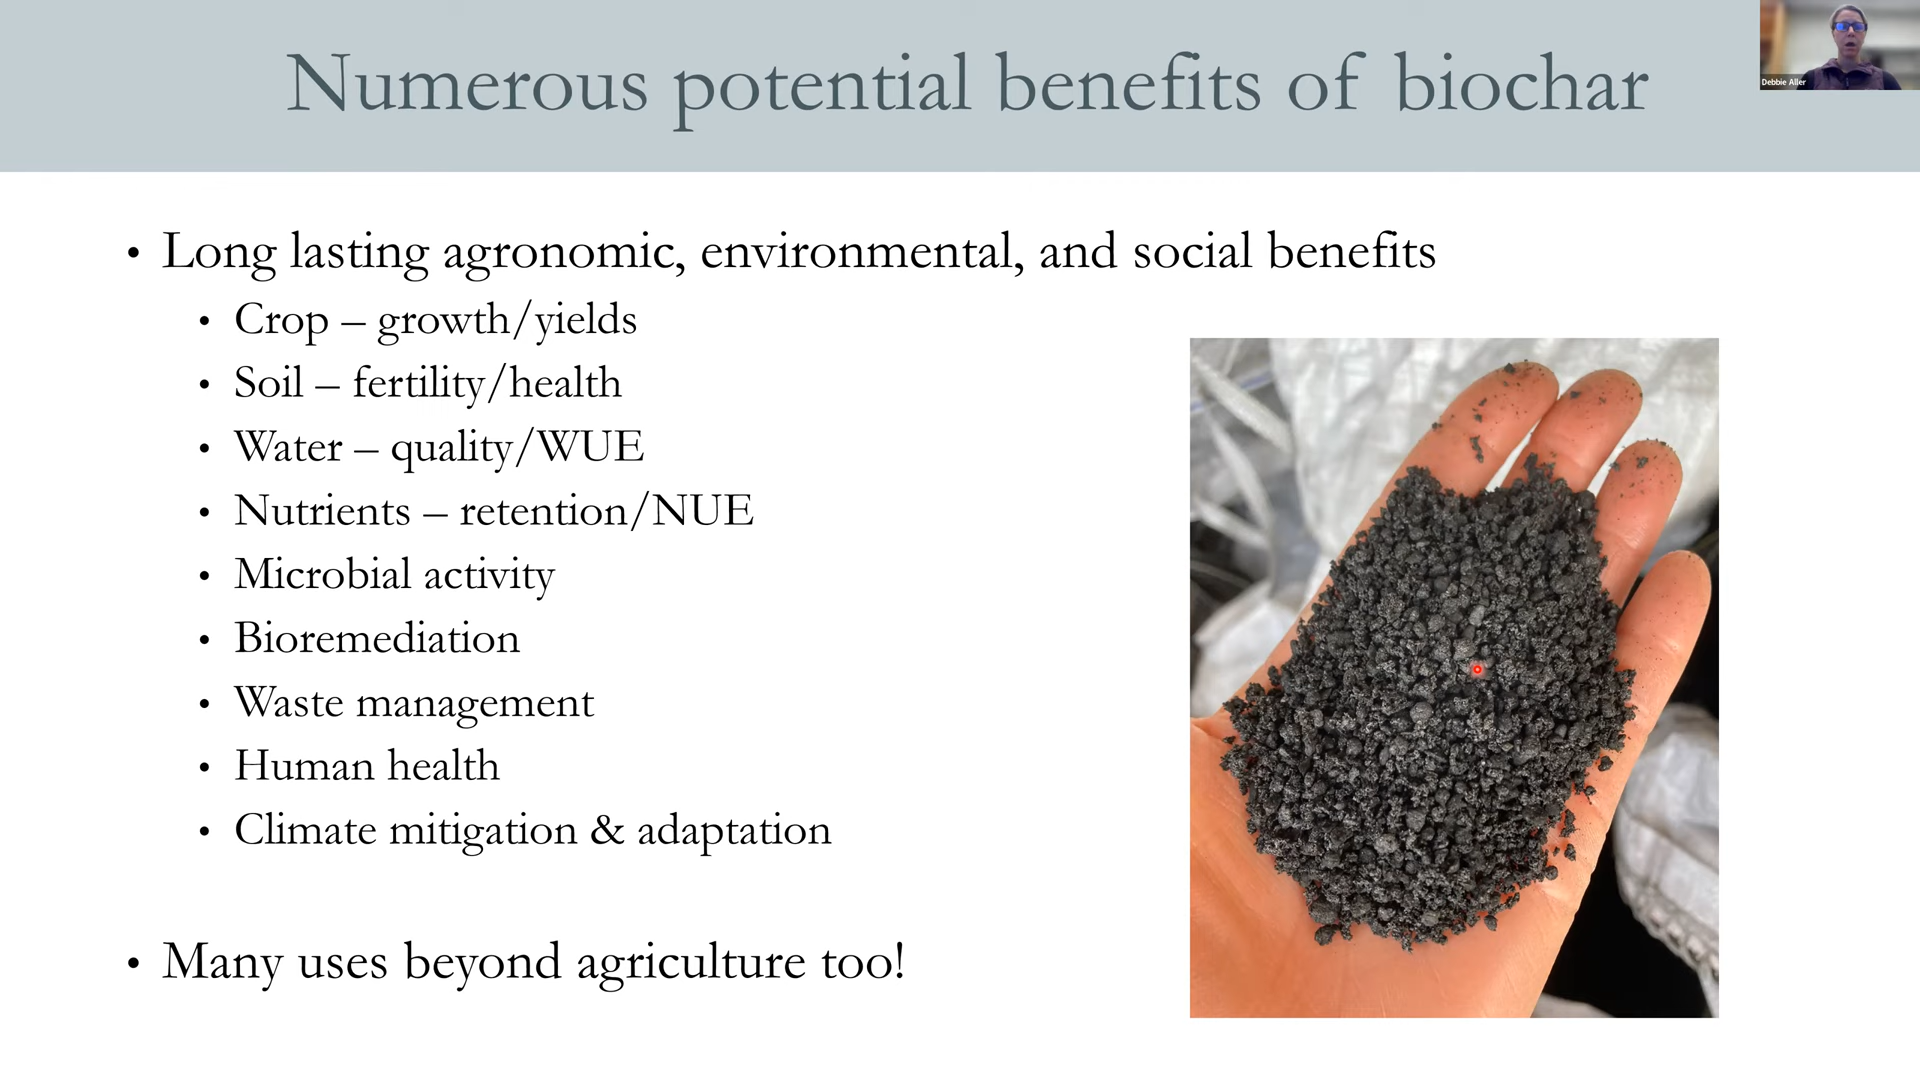 Numerous potential benefits of biochar
Debbie Aller
• Long lasting agronomic, environmental, and social benefits
• Crop – growth/yields
• Soil – fertility/health
• Water – quality/WUE
• Nutrients – retention/NUE
• Microbial activity
• Bioremediation
• Waste management
• Human health
• Climate mitigation & adaptation
• Many uses beyond agriculture too!